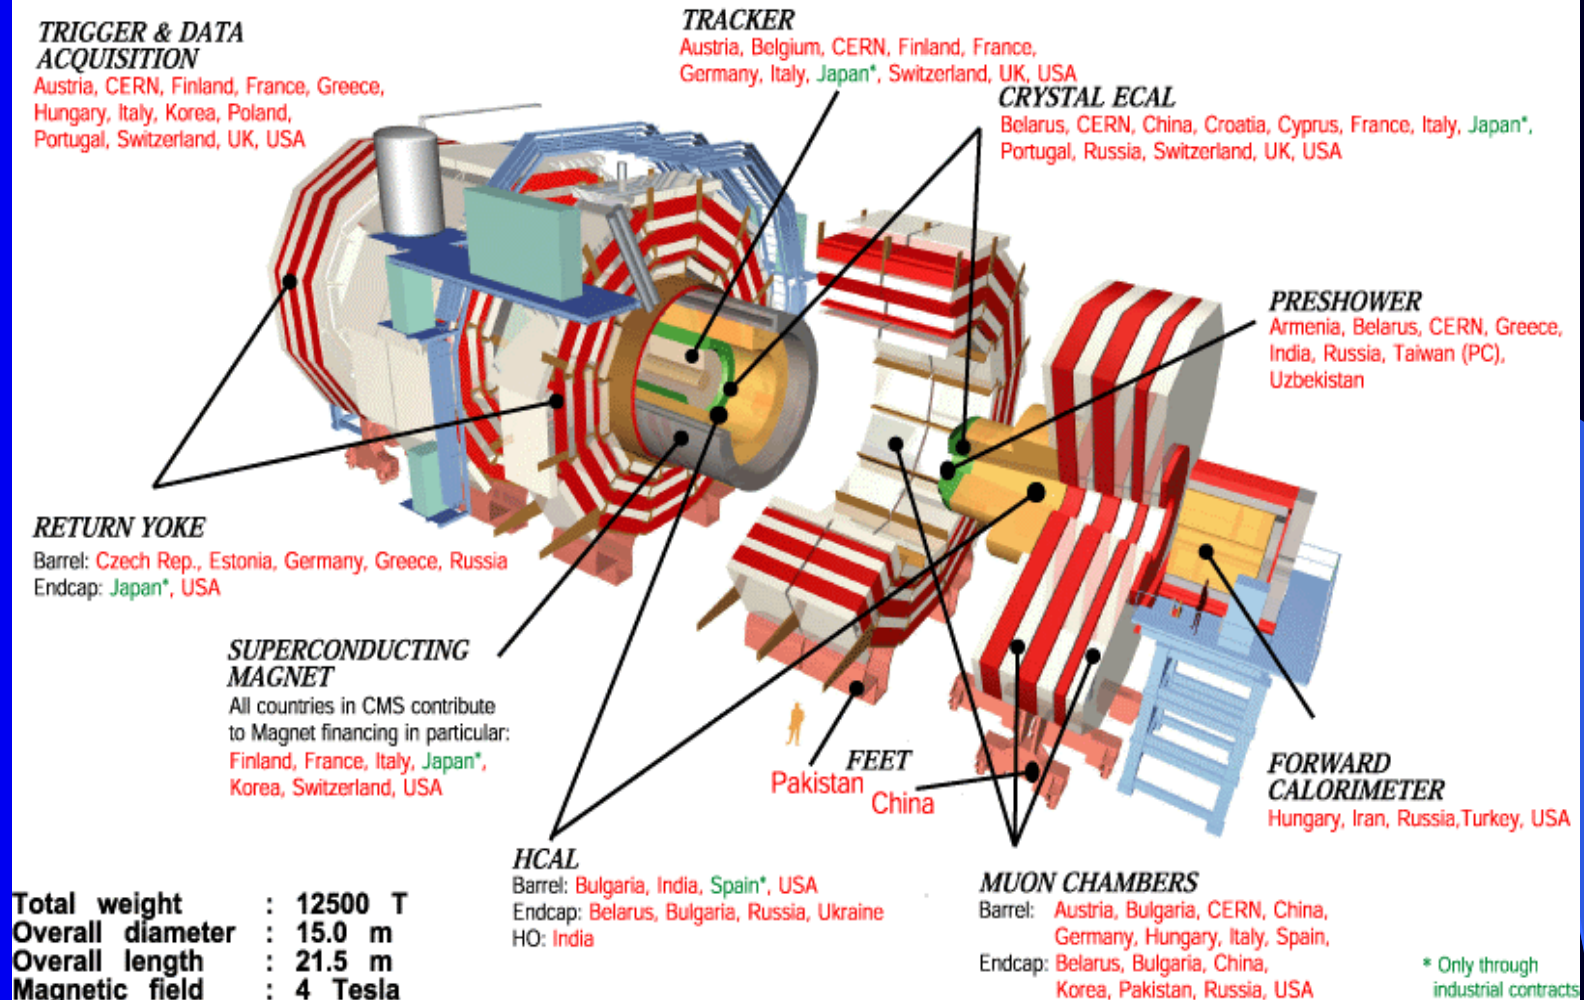 TRIGGER & DATA
ACQUISITION
Austria, CERN, Finland, France, Greece,
Hungary, Italy, Korea, Poland,
Portugal, Switzerland, UK, USA
TRACKER
Austria, Belgium, CERN, Finland, France,
Germany, Italy, Japan*, Switzerland, UK, USA
CRYSTAL ECAL
Belarus, CERN, China, Croatia, Cyprus, France, Italy, Japan*,
Portugal, Russia, Switzerland, UK, USA
PRESHOWER
Armenia, Belarus, CERN, Greece,
India, Russia, Taiwan (PC),
Uzbekistan
RETURN YOKE
Barrel: Czech Rep., Estonia, Germany, Greece, Russia
Endcap: Japan*, USA
SUPERCONDUCTING
MAGNET
All countries in CMS contribute
to Magnet financing in particular:
Finland, France, Italy, Japan*,
Korea, Switzerland, USA
FEET
Pakistan
China
FORWARD
CALORIMETER
Hungary, Iran, Russia,Turkey, USA
HCAL
Barrel: Bulgaria, India, Spain*, USA
Endcap: Belarus, Bulgaria, Russia, Ukraine
HO: India
MUON CHAMBERS
Barrel: Austria, Bulgaria, CERN, China,
Germany, Hungary, Italy, Spain,
Endcap: Belarus, Bulgaria, China,
Korea, Pakistan, Russia, USA
Total weight : 12500 T
Overall diameter : 15.0 m
Overall length : 21.5 m
Magnetic field : 4 Tesla
* Only through
industrial contracts